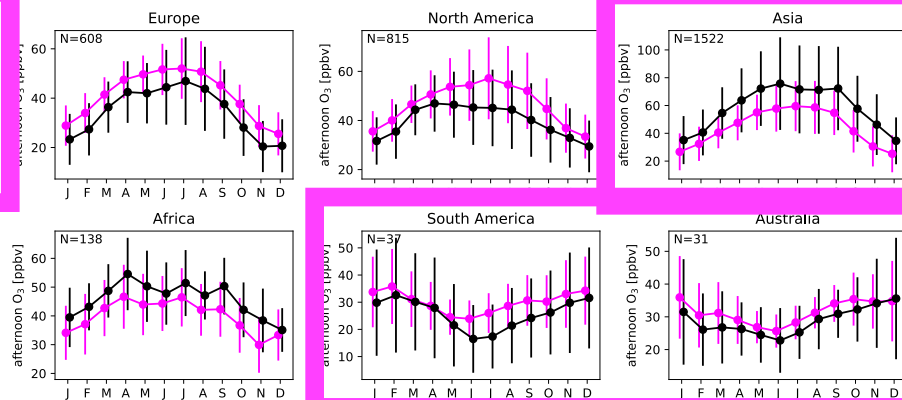 Europe
North America
Asia
N=608
N=815
N=1522
afternoon O₃ [ppbv]
afternoon O₃ [ppbv]
afternoon O₃ [ppbv]
60
40
20
60
40
20
100
80
60
40
20
J F M A M J J A S O N D
Africa
South America
Australia
N=138
N=37
N=31
afternoon O₃ [ppbv]
afternoon O₃ [ppbv]
afternoon O₃ [ppbv]
60
50
40
30
20
50
40
30
20
10
50
40
30
20
J F M A M J J A S O N D
J F M A M J J A S O N D
J F M A M J J A S O N D